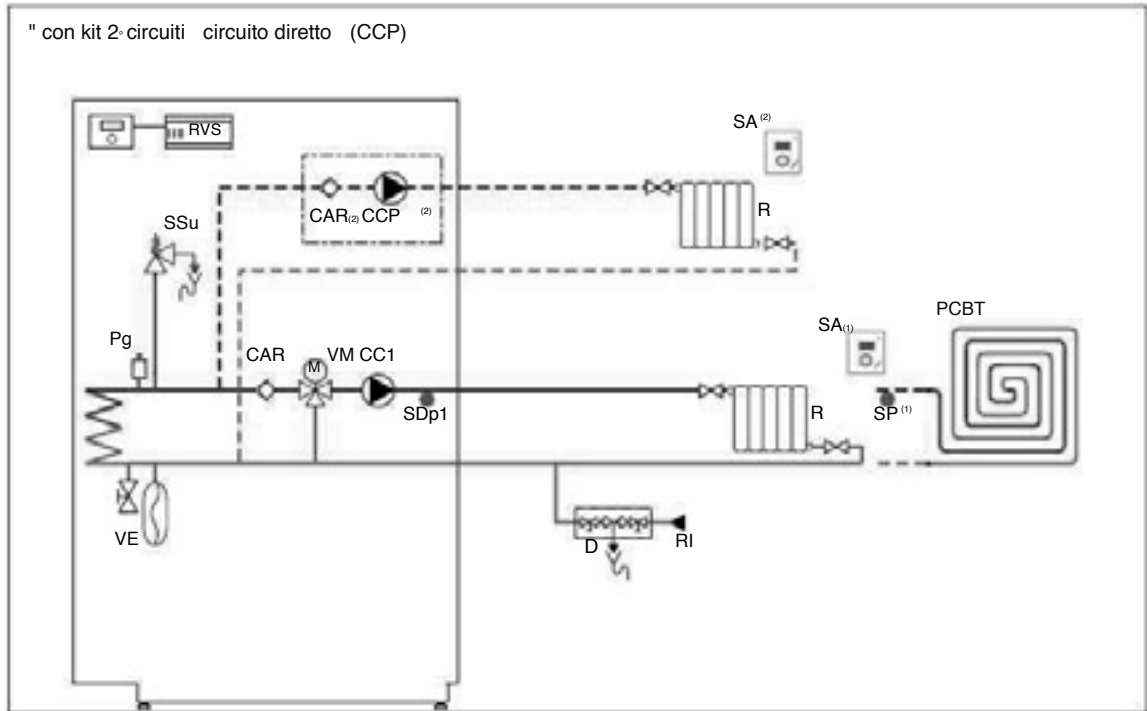 " con kit 2° circuiti circuito diretto (CCP)
RVS
SA (2)
CAR (2) CCP (2)
R
SSu
Pg
CAR
M
VM CC1
SDp1
SA (1)
PCBT
R
SP (1)
VE
D
RI